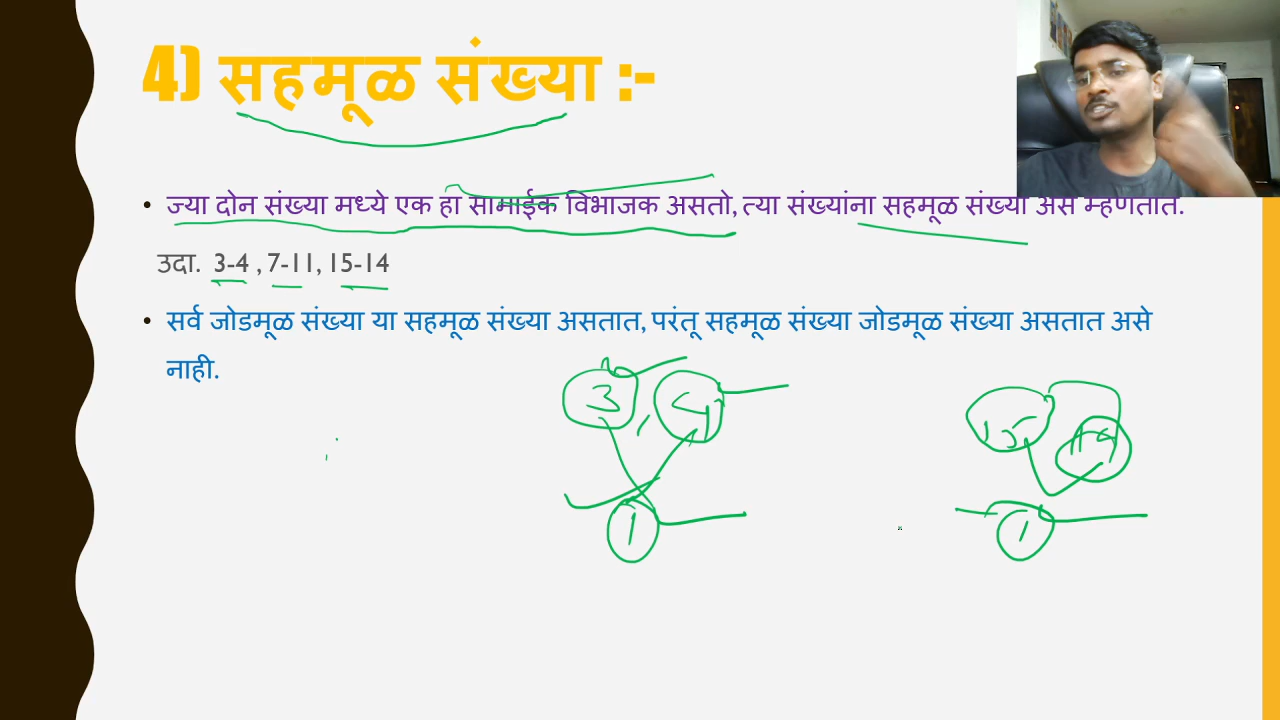 4) सहमूळ संख्या :-
• ज्या दोन संख्या मध्ये एक हा सामाईक विभाजक असतो, त्या संख्यांना सहमूळ संख्या असे म्हणतात.
उदा. 3-4 , 7-11, 15-14
• सर्व जोडमूळ संख्या या सहमूळ संख्या असतात, परंतू सहमूळ संख्या जोडमूळ संख्या असतात असे
नाही.
3 , 4
15 14
1
1